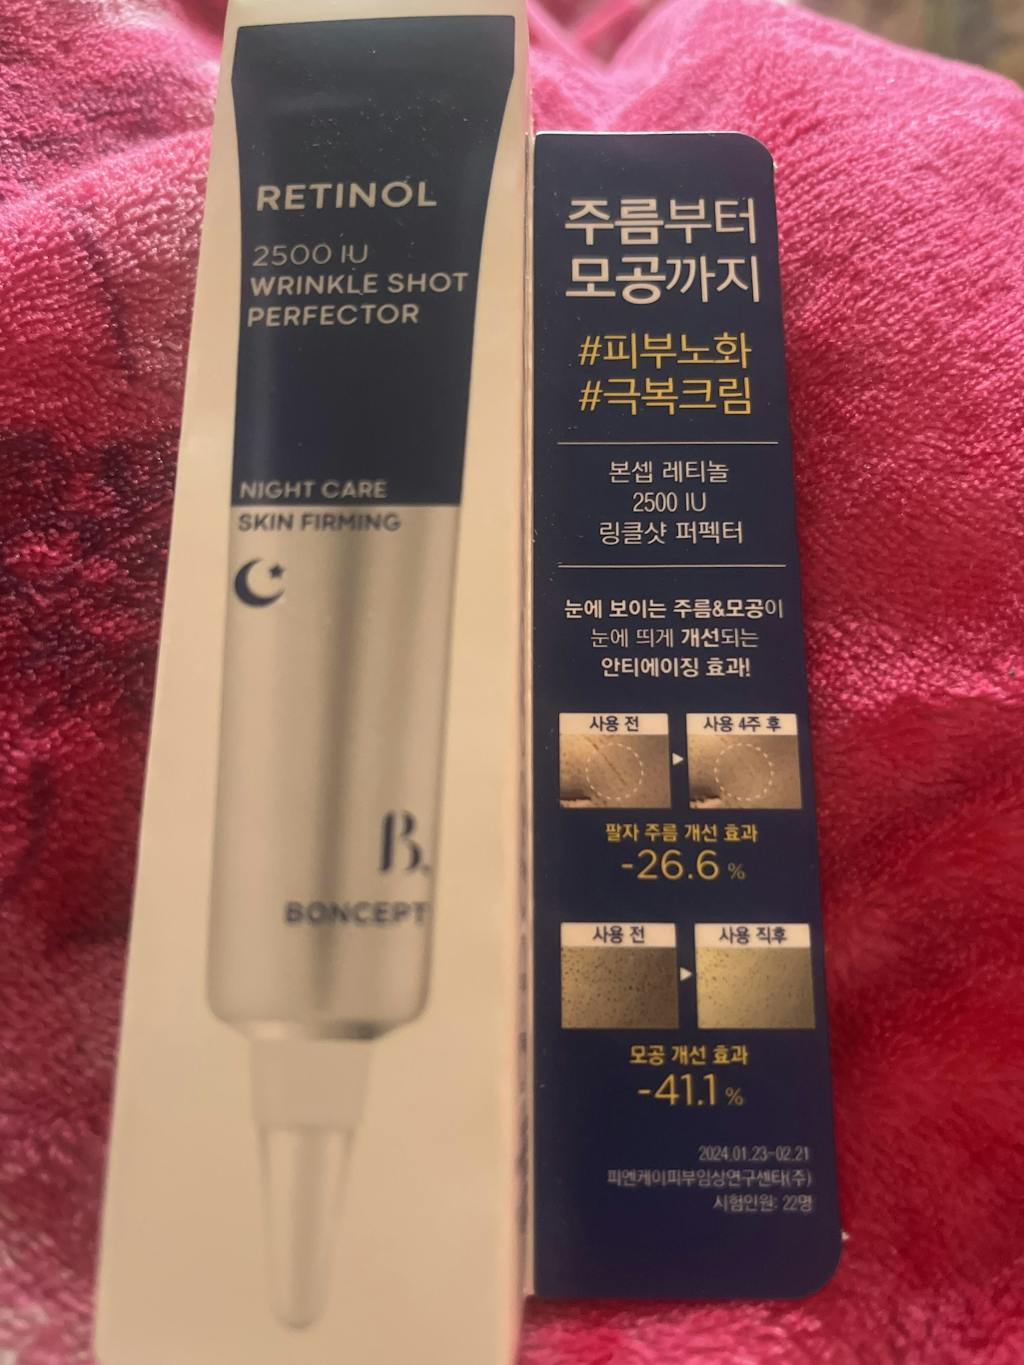 RETINOL
2500 IU
WRINKLE SHOT
PERFECTOR
NIGHT CARE
SKIN FIRMING
B.
BONCEPT
주름부터
모공까지
#피부노화
#극복크림
본셉 레티놀
2500 IU
링클샷 퍼펙터
눈에 보이는 주름&모공이
눈에 띄게 개선되는
안티에이징 효과!
사용 전
사용 4주 후
팔자 주름 개선 효과
-26.6 %
사용 전
사용 직후
모공 개선 효과
-41.1 %
2024.01.23-02.21
피엔케이피부임상연구센타(주)
시험인원: 22명